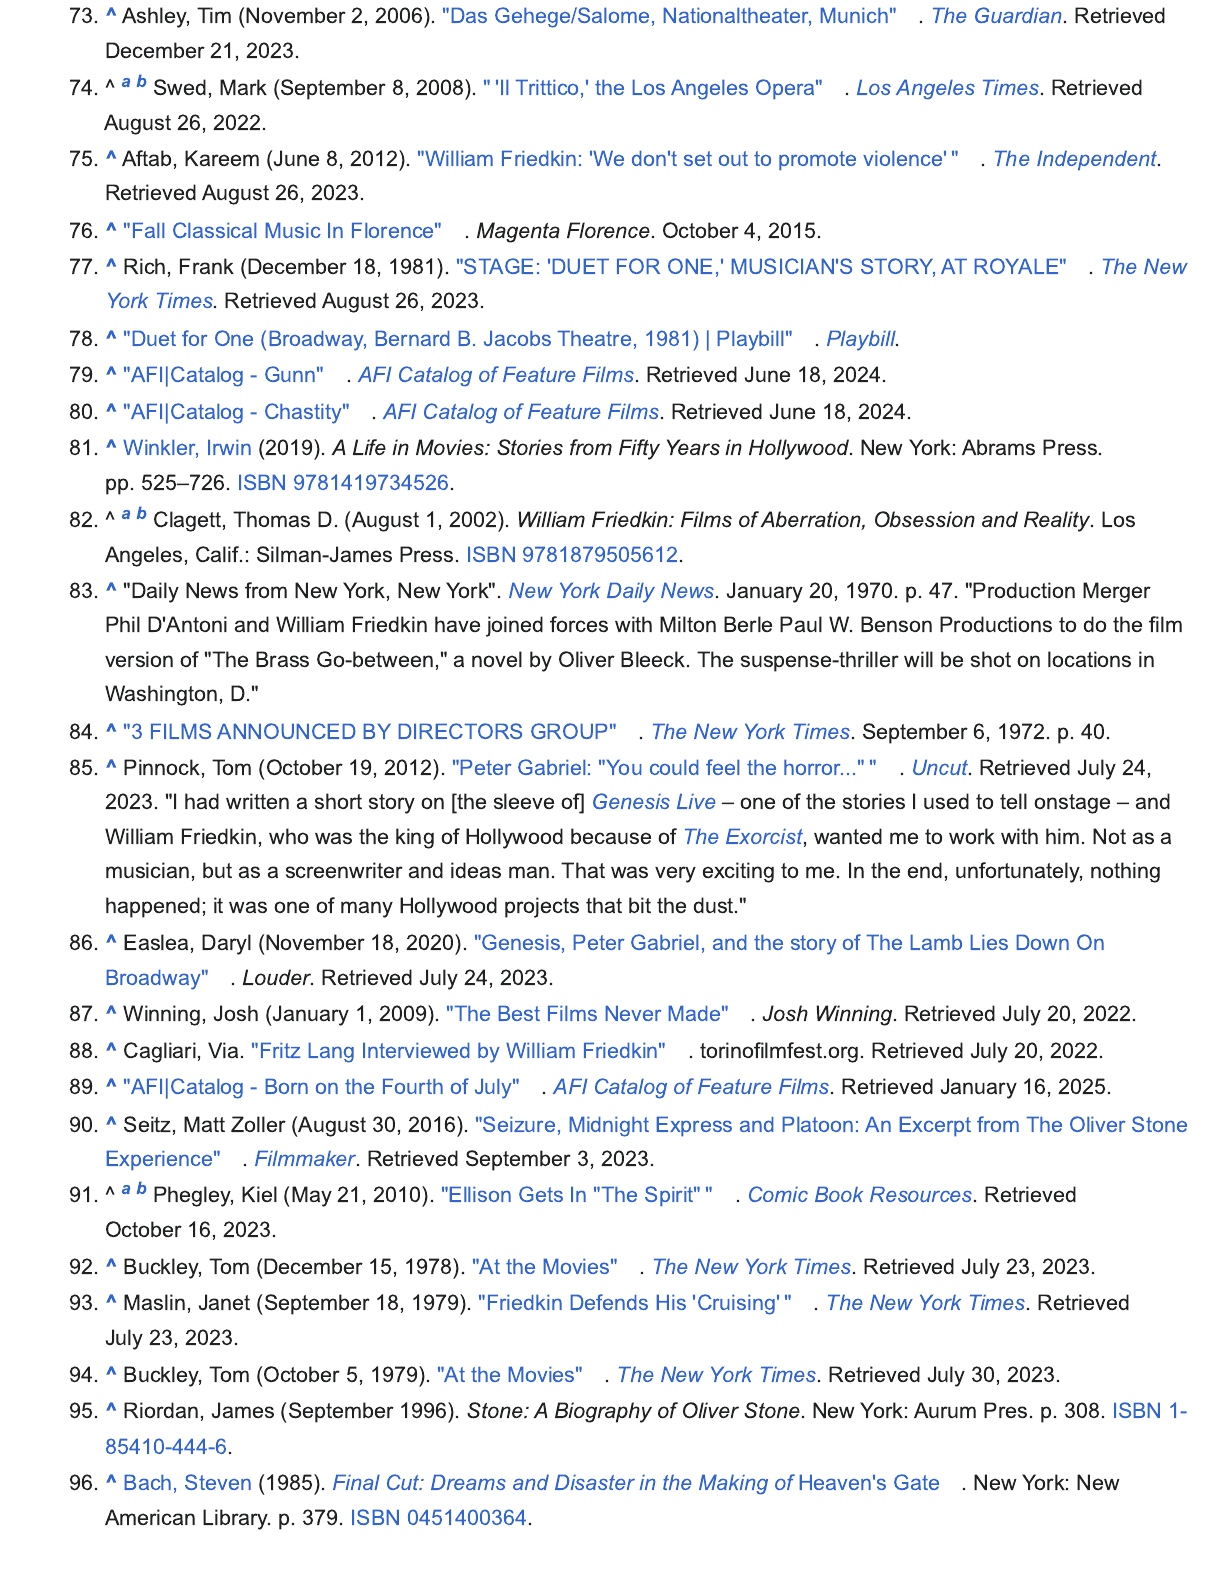 73. ^ Ashley, Tim (November 2, 2006). "Das Gehege/Salome, Nationaltheater, Munich" . The Guardian. Retrieved
December 21, 2023.
74. ^ a b Swed, Mark (September 8, 2008). " 'Il Trittico,' the Los Angeles Opera" . Los Angeles Times. Retrieved
August 26, 2022.
75. ^ Aftab, Kareem (June 8, 2012). "William Friedkin: 'We don't set out to promote violence' " . The Independent.
Retrieved August 26, 2023.
76. ^ "Fall Classical Music In Florence" . Magenta Florence. October 4, 2015.
77. ^ Rich, Frank (December 18, 1981). "STAGE: 'DUET FOR ONE,' MUSICIAN'S STORY, AT ROYALE" . The New
York Times. Retrieved August 26, 2023.
78. ^ "Duet for One (Broadway, Bernard B. Jacobs Theatre, 1981) | Playbill" . Playbill.
79. ^ "AFI|Catalog - Gunn" . AFI Catalog of Feature Films. Retrieved June 18, 2024.
80. ^ "AFI|Catalog - Chastity" . AFI Catalog of Feature Films. Retrieved June 18, 2024.
81. ^ Winkler, Irwin (2019). A Life in Movies: Stories from Fifty Years in Hollywood. New York: Abrams Press.
pp. 525–726. ISBN 9781419734526.
82. ^ a b Clagett, Thomas D. (August 1, 2002). William Friedkin: Films of Aberration, Obsession and Reality. Los
Angeles, Calif.: Silman-James Press. ISBN 9781879505612.
83. ^ "Daily News from New York, New York". New York Daily News. January 20, 1970. p. 47. "Production Merger
Phil D'Antoni and William Friedkin have joined forces with Milton Berle Paul W. Benson Productions to do the film
version of "The Brass Go-between," a novel by Oliver Bleeck. The suspense-thriller will be shot on locations in
Washington, D."
84. ^ "3 FILMS ANNOUNCED BY DIRECTORS GROUP" . The New York Times. September 6, 1972. p. 40.
85. ^ Pinnock, Tom (October 19, 2012). "Peter Gabriel: "You could feel the horror..." " . Uncut. Retrieved July 24,
2023. "I had written a short story on [the sleeve of] Genesis Live – one of the stories I used to tell onstage – and
William Friedkin, who was the king of Hollywood because of The Exorcist, wanted me to work with him. Not as a
musician, but as a screenwriter and ideas man. That was very exciting to me. In the end, unfortunately, nothing
happened; it was one of many Hollywood projects that bit the dust."
86. ^ Easlea, Daryl (November 18, 2020). "Genesis, Peter Gabriel, and the story of The Lamb Lies Down On
Broadway" . Louder. Retrieved July 24, 2023.
87. ^ Winning, Josh (January 1, 2009). "The Best Films Never Made" . Josh Winning. Retrieved July 20, 2022.
88. ^ Cagliari, Via. "Fritz Lang Interviewed by William Friedkin" . torinofilmfest.org. Retrieved July 20, 2022.
89. ^ "AFI|Catalog - Born on the Fourth of July" . AFI Catalog of Feature Films. Retrieved January 16, 2025.
90. ^ Seitz, Matt Zoller (August 30, 2016). "Seizure, Midnight Express and Platoon: An Excerpt from The Oliver Stone
Experience" . Filmmaker. Retrieved September 3, 2023.
91. ^ a b Phegley, Kiel (May 21, 2010). "Ellison Gets In "The Spirit" " . Comic Book Resources. Retrieved
October 16, 2023.
92. ^ Buckley, Tom (December 15, 1978). "At the Movies" . The New York Times. Retrieved July 23, 2023.
93. ^ Maslin, Janet (September 18, 1979). "Friedkin Defends His 'Cruising' " . The New York Times. Retrieved
July 23, 2023.
94. ^ Buckley, Tom (October 5, 1979). "At the Movies" . The New York Times. Retrieved July 30, 2023.
95. ^ Riordan, James (September 1996). Stone: A Biography of Oliver Stone. New York: Aurum Pres. p. 308. ISBN 1-
85410-444-6.
96. ^ Bach, Steven (1985). Final Cut: Dreams and Disaster in the Making of Heaven's Gate . New York: New
American Library. p. 379. ISBN 0451400364.